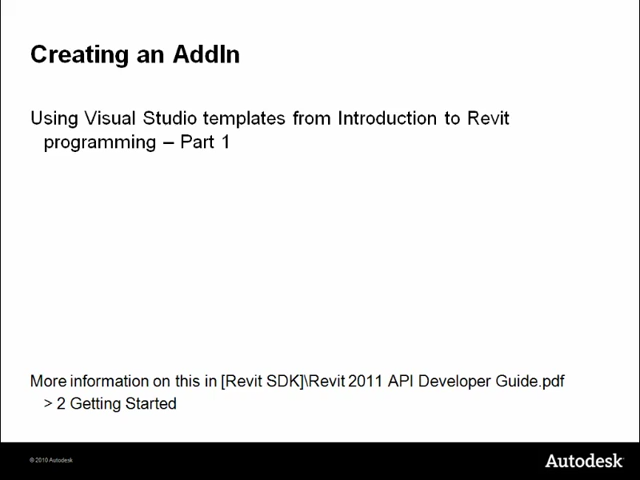 Creating an AddIn
Using Visual Studio templates from Introduction to Revit
programming – Part 1
More information on this in [Revit SDK]\Revit 2011 API Developer Guide.pdf
> 2 Getting Started
© 2010 Autodesk
Autodesk